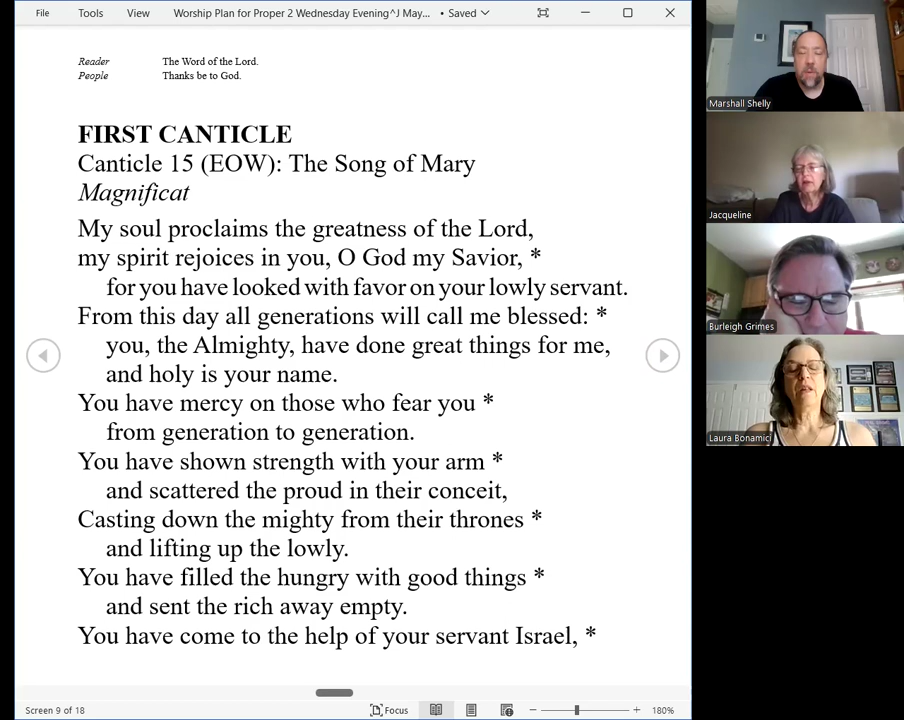 File Tools View Worship Plan for Proper 2 Wednesday Evening^J May... • Saved
Reader The Word of the Lord.
People Thanks be to God.
FIRST CANTICLE
Canticle 15 (EOW): The Song of Mary
Magnificat
My soul proclaims the greatness of the Lord,
my spirit rejoices in you, O God my Savior, *
for you have looked with favor on your lowly servant.
From this day all generations will call me blessed: *
you, the Almighty, have done great things for me,
and holy is your name.
You have mercy on those who fear you *
from generation to generation.
You have shown strength with your arm *
and scattered the proud in their conceit,
Casting down the mighty from their thrones *
and lifting up the lowly.
You have filled the hungry with good things *
and sent the rich away empty.
You have come to the help of your servant Israel, *
Screen 9 of 18 Focus 180%
Marshall Shelly
Jacqueline
Burleigh Grimes
Laura Bonamici